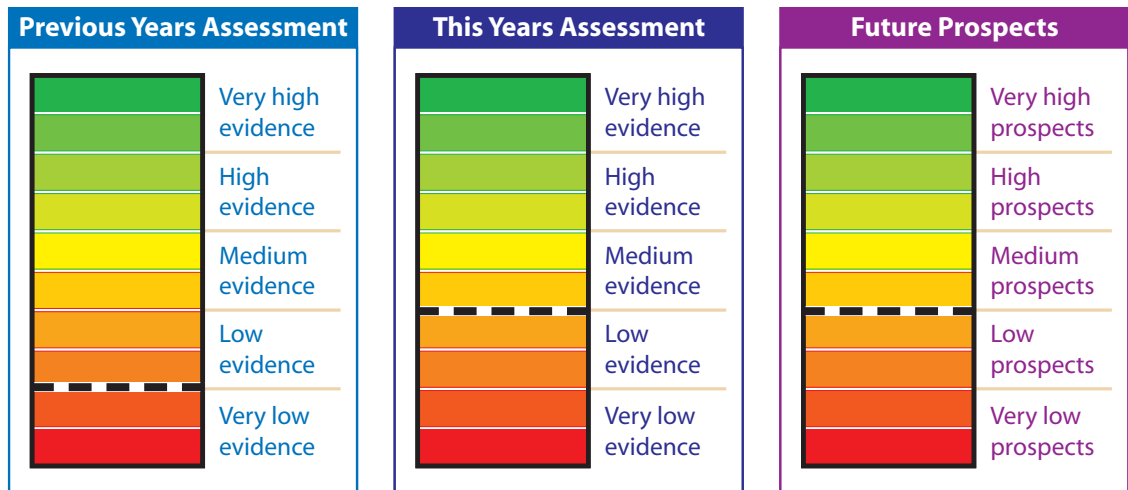 Previous Years Assessment
Very high
evidence
High
evidence
Medium
evidence
Low
evidence
Very low
evidence
This Years Assessment
Very high
evidence
High
evidence
Medium
evidence
Low
evidence
Very low
evidence
Future Prospects
Very high
prospects
High
prospects
Medium
prospects
Low
prospects
Very low
prospects